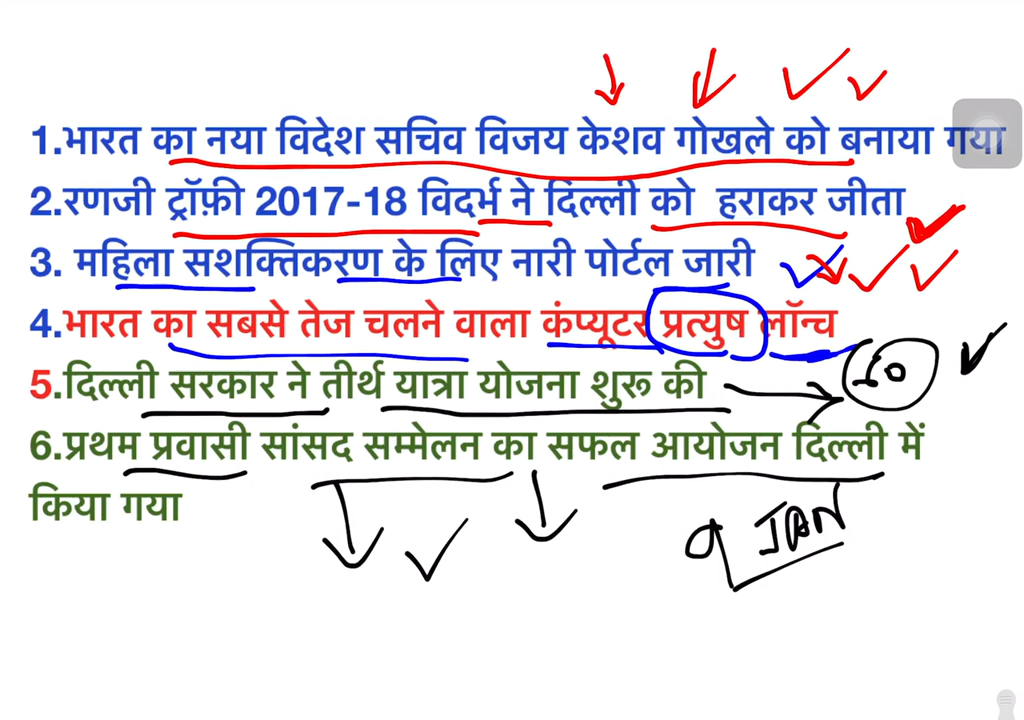 1.भारत का नया विदेश सचिव विजय केशव गोखले को बनाया गया
2.रणजी ट्रॉफ़ी 2017-18 विदर्भ ने दिल्ली को हराकर जीता
3. महिला सशक्तिकरण के लिए नारी पोर्टल जारी
4.भारत का सबसे तेज चलने वाला कंप्यूटर प्रत्युष लॉन्च
5.दिल्ली सरकार ने तीर्थ यात्रा योजना शुरू की 10
6.प्रथम प्रवासी सांसद सम्मेलन का सफल आयोजन दिल्ली में
किया गया
9 JAN